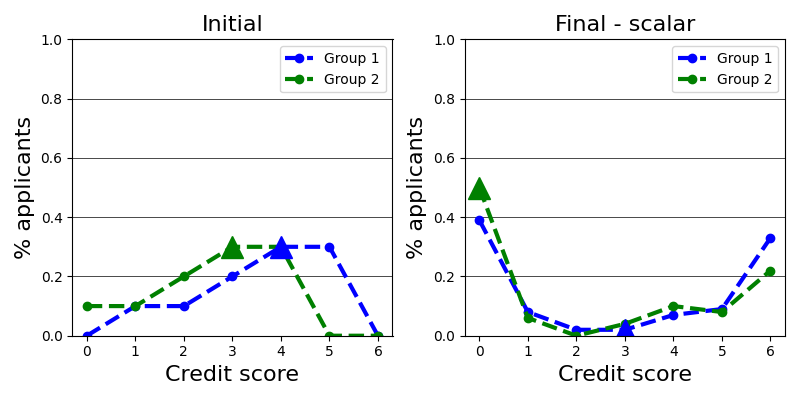 Initial
1.0
0.8
0.6
0.4
0.2
0.0
% applicants
Group 1
Group 2
0 1 2 3 4 5 6
Credit score
Final - scalar
1.0
0.8
0.6
0.4
0.2
0.0
% applicants
Group 1
Group 2
0 1 2 3 4 5 6
Credit score